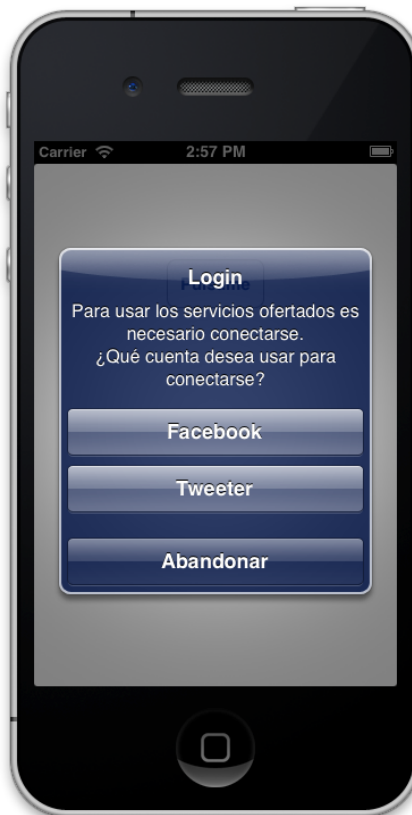 Carrier
2:57 PM
Login
Para usar los servicios ofertados es
necesario conectarse.
¿Qué cuenta desea usar para
conectarse?
Facebook
Tweeter
Abandonar